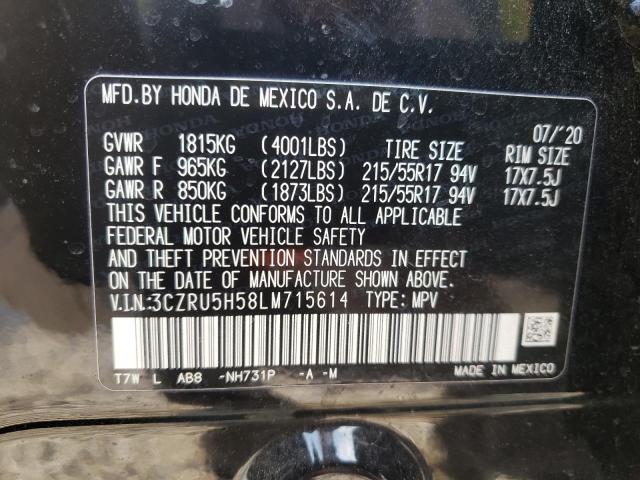 MFD.BY HONDA DE MEXICO S.A. DE C.V.
07/'20
GVWR 1815KG (4001LBS) TIRE SIZE RIM SIZE
GAWR F 965KG (2127LBS) 215/55R17 94V 17X7.5J
GAWR R 850KG (1873LBS) 215/55R17 94V 17X7.5J
THIS VEHICLE CONFORMS TO ALL APPLICABLE
FEDERAL MOTOR VEHICLE SAFETY
AND THEFT PREVENTION STANDARDS IN EFFECT
ON THE DATE OF MANUFACTURE SHOWN ABOVE.
V.I.N.:3CZRU5H58LM715614 TYPE: MPV
T7W L AB8 -NH731P -A -M MADE IN MEXICO